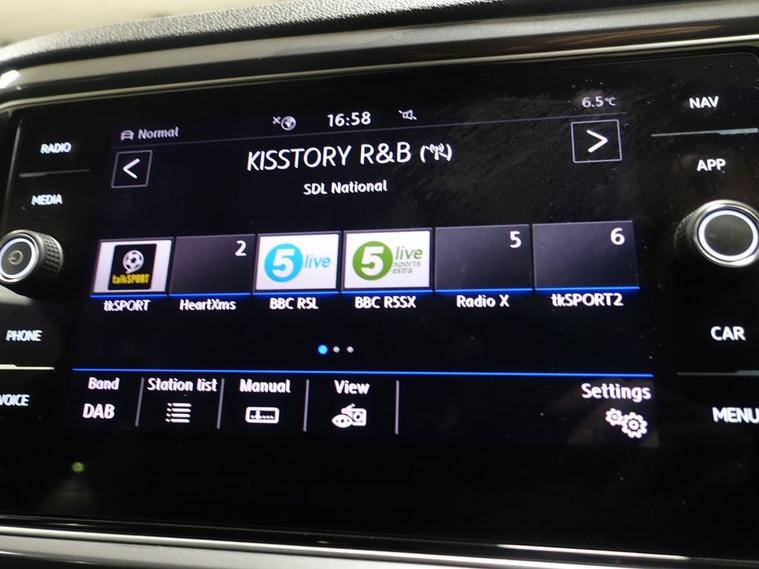 Normal
16:58
6.5°C
KISSTORY R&B
SDL National
talkSPORT
2
5 live
5 live sports extra
5
6
tkSPORT
HeartXms
BBC R5L
BBC R5SX
Radio X
tkSPORT2
Band
Station list
Manual
View
Settings
DAB
RADIO
MEDIA
PHONE
VOICE
NAV
APP
CAR
MENU